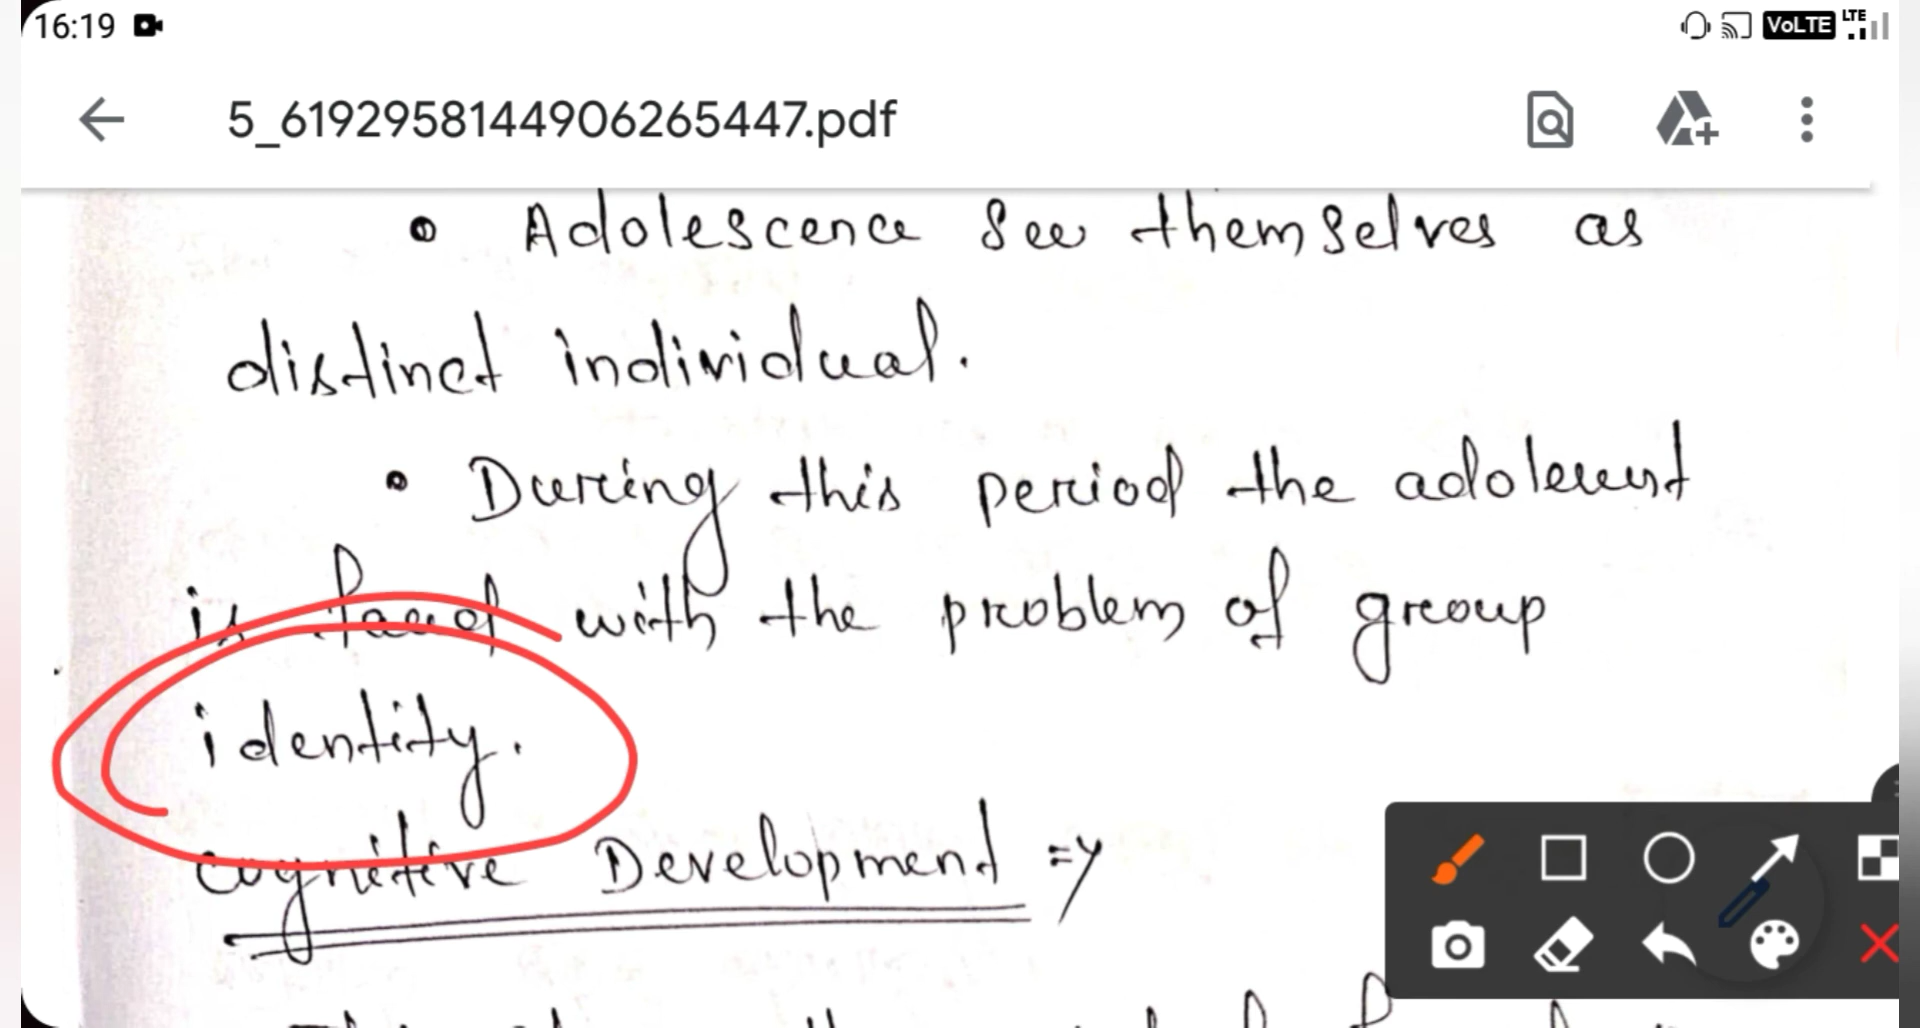 16:19
VoLTE LTE
5_6192958144906265447.pdf
• Adolescence See themselves as
distinct individual.
• During this period the adolescent
is faced with the problem of group
identity.
cognitive Development =>